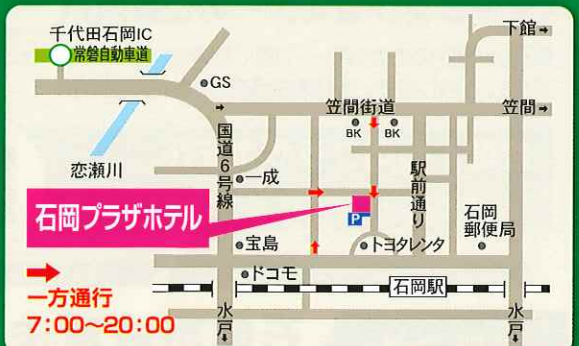 千代田石岡IC
常磐自動車道
下館
GS
笠間街道
笠間
BK
BK
恋瀬川
国道6号線
一成
駅前通り
石岡プラザホテル
P
石岡
郵便局
宝島
トヨタレンタ
ドコモ
一方通行
7:00〜20:00
石岡駅
水戸
水戸